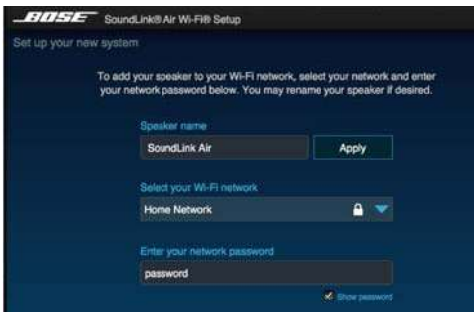 BOSE SoundLink® Air Wi-Fi® Setup
Set up your new system
To add your speaker to your Wi-Fi network, select your network and enter
your network password below. You may rename your speaker if desired.
Speaker name
SoundLink Air Apply
Select your Wi-Fi network
Home Network
Enter your network password
password
Show password